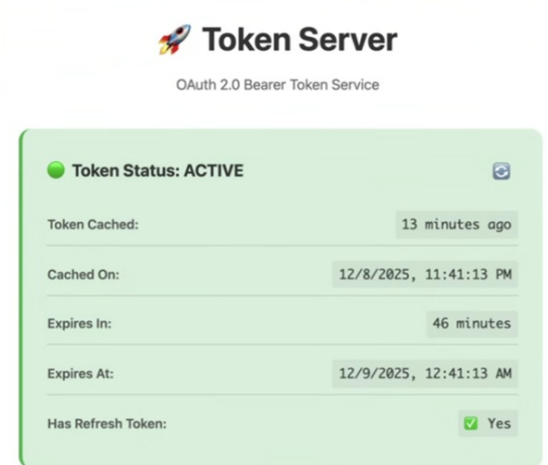 🚀 Token Server
OAuth 2.0 Bearer Token Service
🟢 Token Status: ACTIVE 🔄
Token Cached: 13 minutes ago
Cached On: 12/8/2025, 11:41:13 PM
Expires In: 46 minutes
Expires At: 12/9/2025, 12:41:13 AM
Has Refresh Token: ✅ Yes